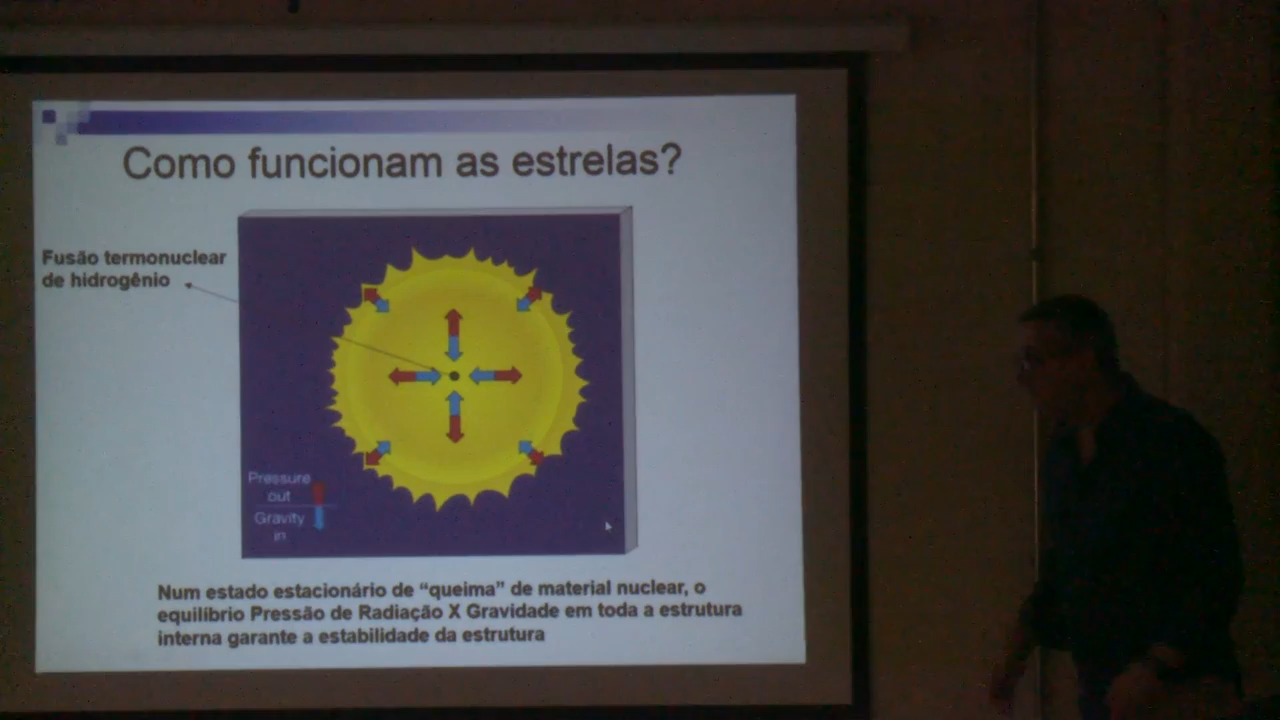 Como funcionam as estrelas?
Fusão termonuclear
de hidrogênio
Pressure
out
Gravity
in
Num estado estacionário de “queima” de material nuclear, o
equilíbrio Pressão de Radiação X Gravidade em toda a estrutura
interna garante a estabilidade da estrutura